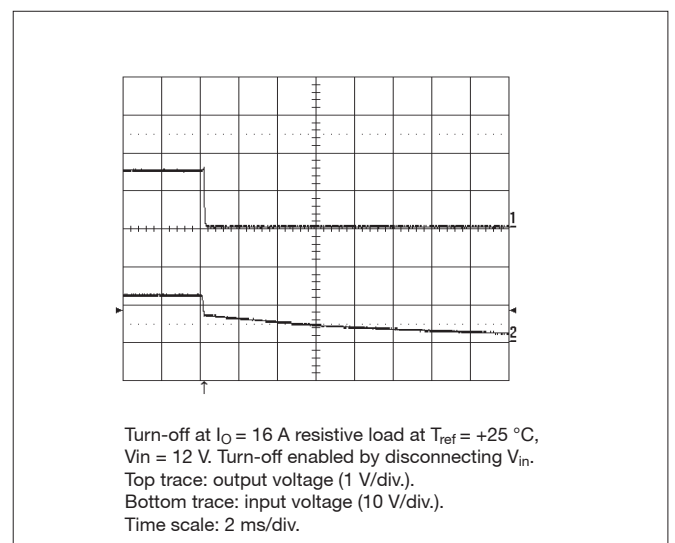 1
2
Turn-off at IO = 16 A resistive load at Tref = +25 °C,
Vin = 12 V. Turn-off enabled by disconnecting Vin.
Top trace: output voltage (1 V/div.).
Bottom trace: input voltage (10 V/div.).
Time scale: 2 ms/div.